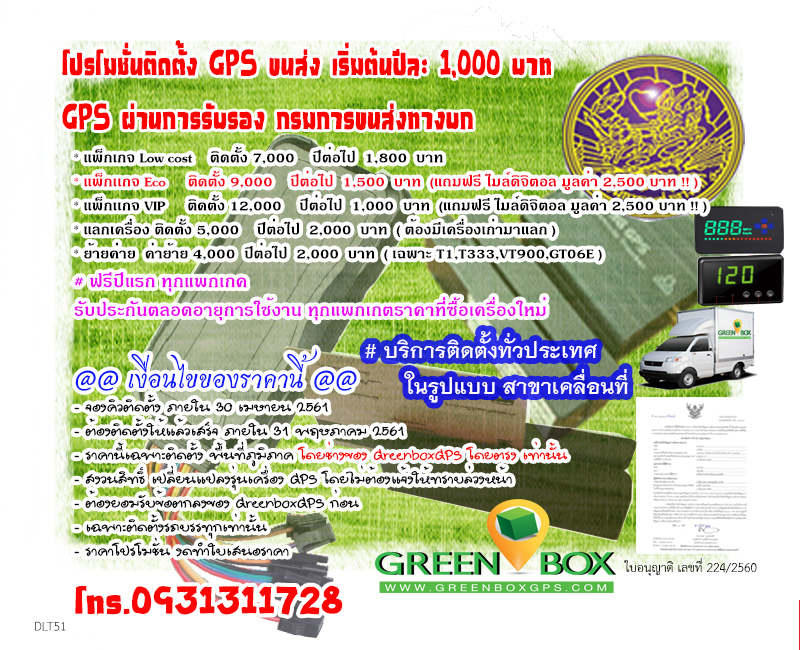 โปรโมชั่นติดตั้ง GPS ขนส่ง เริ่มต้นปีละ 1,000 บาท
GPS ผ่านการรับรอง กรมการขนส่งทางบก
* แพ็กเกจ Low cost ติดตั้ง 7,000 ปีต่อไป 1,800 บาท
* แพ็กเกจ Eco ติดตั้ง 9,000 ปีต่อไป 1,500 บาท (แถมฟรี ไมล์ดิจิตอล มูลค่า 2,500 บาท !! )
* แพ็กเกจ VIP ติดตั้ง 12,000 ปีต่อไป 1,000 บาท (แถมฟรี ไมล์ดิจิตอล มูลค่า 2,500 บาท !! )
* แลกเครื่อง ติดตั้ง 5,000 ปีต่อไป 2,000 บาท ( ต้องมีเครื่องเก่ามาแลก )
* ย้ายค่าย ค่าย้าย 4,000 ปีต่อไป 2,000 บาท ( เฉพาะ T1,T333,VT900,GT06E )
# ฟรีปีแรก ทุกแพกเกค
รับประกันตลอดอายุการใช้งาน ทุกแพกเกตราคาที่ซื้อเครื่องใหม่
888
120
GREEN BOX
# บริการติดตั้งทั่วประเทศ
ในรูปแบบ สาขาเคลื่อนที่
@@ เงื่อนไขของราคานี้ @@
- จองคิวติดตั้ง ภายใน 30 เมษายน 2561
- ต้องติดตั้งให้แล้วเสร็จ ภายใน 31 พฤษภาคม 2561
- ราคานี้เฉพาะติดตั้ง พื้นที่ภูมิภาค โดยช่างของ GreenboxGPS โดยตรง เท่านั้น
- สงวนสิทธิ์ เปลี่ยนแปลงรุ่นเครื่อง GPS โดยไม่ต้องแจ้งให้ทราบล่วงหน้า
- ต้องยอมรับข้อตกลงของ GreenboxGPS ก่อน
- เฉพาะติดตั้งรถบรรทุกเท่านั้น
- ราคาโปรโมชั่น งดทำใบเสนอราคา
GREEN BOX
WWW.GREENBOXGPS.COM
ใบอนุญาติ เลขที่ 224/2560
โทร.0931311728
DLT51